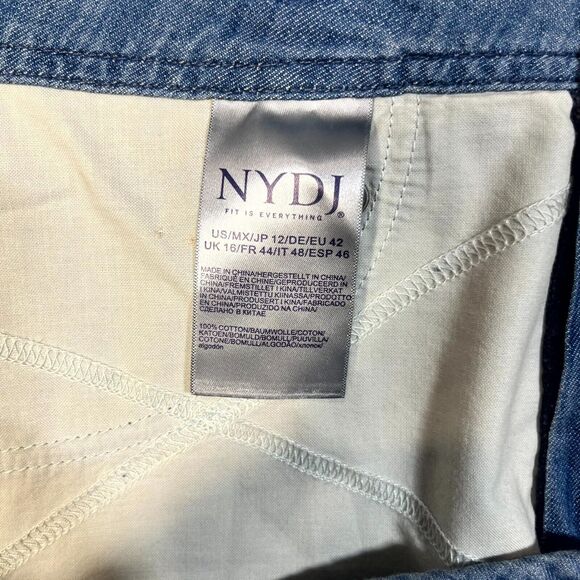 NYDJ
FIT IS EVERYTHING ®
US/MX/JP 12/DE/EU 42
UK 16/FR 44/IT 48/ESP 46
MADE IN CHINA/HERGESTELLT IN CHINA/
FABRIQUÉ EN CHINE/GEPRODUCEERD IN
CHINA/FREMSTILLET I KINA/TILLVERKAT
I KINA/VALMISTETTU KIINASSA/PRODOTTO
IN CHINA/PRODUSERT I KINA/FABRICADO
EN CHINA/PRODUZIDO NA CHINA/
СДЕЛАНО В КИТАЕ
100% COTTON/BAUMWOLLE/COTON/
KATOEN/BOMULD/BOMULL/PUUVILLA/
COTONE/BOMULL/ALGODÃO/хлопок/
algodón